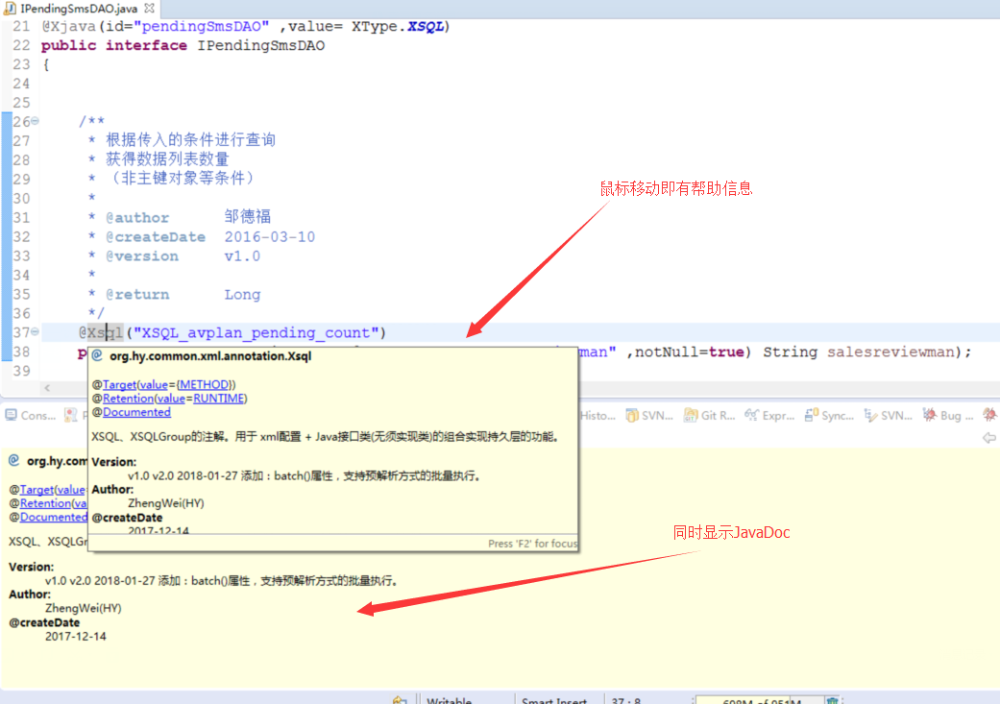 IPendingSmsDAO.java
21 @Xjava(id="pendingSmsDAO" ,value= XType.XSQL)
22 public interface IPendingSmsDAO
23 {
24
25
26 /**
27 * 根据传入的条件进行查询
28 * 获得数据列表数量
29 * （非主键对象等条件）
30 *
31 * @author 邹德福
32 * @createDate 2016-03-10
33 * @version v1.0
34 *
35 * @return Long
36 */
37 @Xsql("XSQL_avplan_pending_count")
38 p man" ,notNull=true) String salesreviewman);
39
鼠标移动即有帮助信息
@ org.hy.common.xml.annotation.Xsql
@Target(value={METHOD})
@Retention(value=RUNTIME)
@Documented
XSQL、XSQLGroup的注解。用于 xml配置 + Java接口类(无须实现类)的组合实现持久层的功能。
Version:
v1.0 v2.0 2018-01-27 添加：batch()属性，支持预解析方式的批量执行。
Author:
ZhengWei(HY)
@createDate
2017-12-14
Press 'F2' for focus
Cons... Histo... SVN... Git R... Expr... Sync... SVN... Bug ...
@ org.hy.com
@Target(value
@Retention(va
@Documented
XSQL、XSQLGr
Version:
v1.0 v2.0 2018-01-27 添加：batch()属性，支持预解析方式的批量执行。
Author:
ZhengWei(HY)
@createDate
2017-12-14
同时显示JavaDoc
Writable Smart Insert 37 : 8 698M of 951M